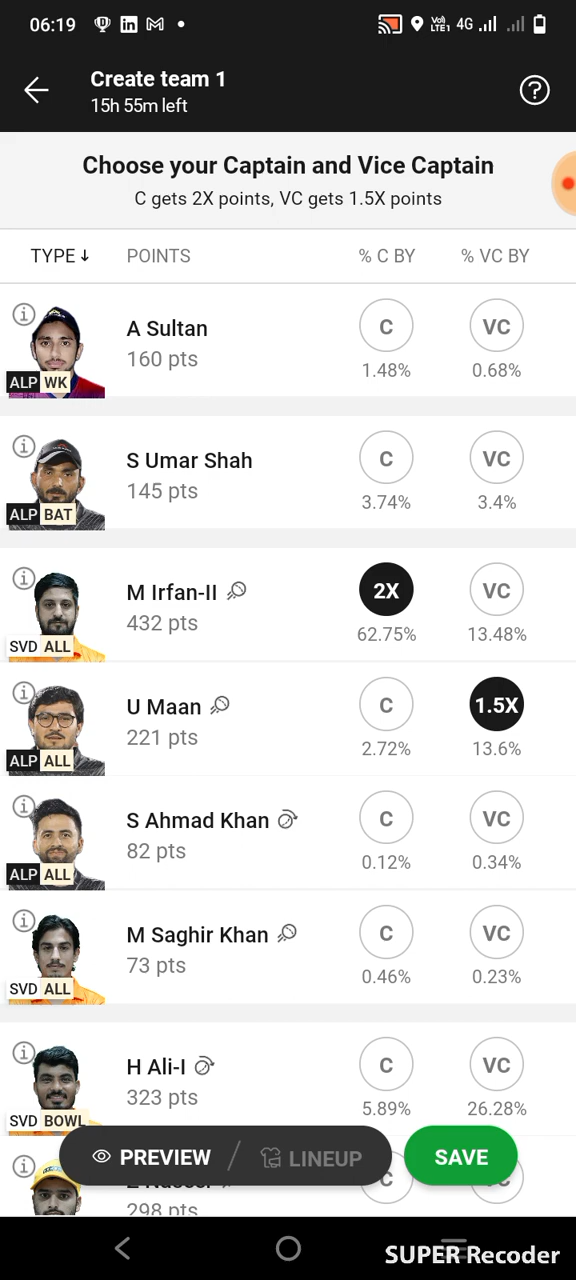 06:19 VoD LTE1 4G
Create team 1
15h 55m left
Choose your Captain and Vice Captain
C gets 2X points, VC gets 1.5X points
TYPE↓ POINTS % C BY % VC BY
A Sultan
160 pts
C VC
1.48% 0.68%
ALP WK
S Umar Shah
145 pts
C VC
3.74% 3.4%
ALP BAT
M Irfan-II
432 pts
2X VC
62.75% 13.48%
SVD ALL
U Maan
221 pts
C 1.5X
2.72% 13.6%
ALP ALL
S Ahmad Khan
82 pts
C VC
0.12% 0.34%
ALP ALL
M Saghir Khan
73 pts
C VC
0.46% 0.23%
SVD ALL
H Ali-I
323 pts
C VC
5.89% 26.28%
SVD BOWL
PREVIEW / LINEUP SAVE
298 pts
C VC
SUPER Recoder